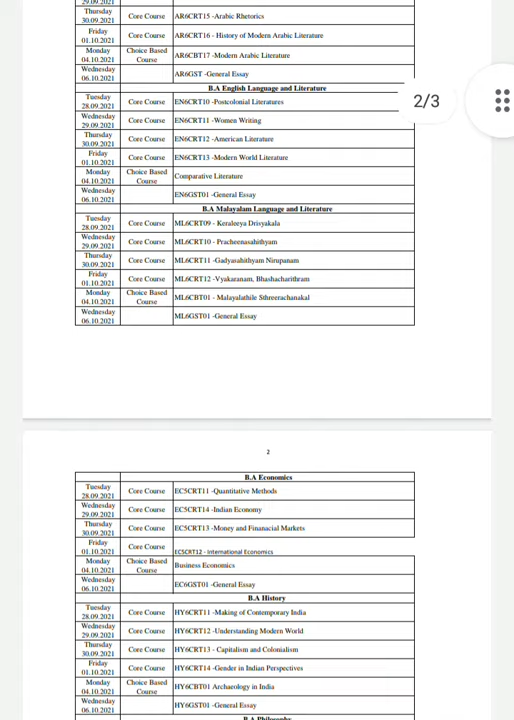 29.09.2021
Thursday
30.09.2021 Core Course AR6CRT15 -Arabic Rhetorics
Friday
01.10.2021 Core Course AR6CRT16 - History of Modern Arabic Literature
Monday Choice Based
04.10.2021 Course AR6CBT17 -Modern Arabic Literature
Wednesday
06.10.2021 AR6GST -General Essay
B.A English Language and Literature
2/3
Tuesday
28.09.2021 Core Course EN6CRT10 -Postcolonial Literatures
Wednesday
29.09.2021 Core Course EN6CRT11 -Women Writing
Thursday
30.09.2021 Core Course EN6CRT12 -American Literature
Friday
01.10.2021 Core Course EN6CRT13 -Modern World Literature
Monday Choice Based
04.10.2021 Course Comparative Literature
Wednesday
06.10.2021 EN6GST01 -General Essay
B.A Malayalam Language and Literature
Tuesday
28.09.2021 Core Course ML6CRT09 - Keraleeya Drisyakala
Wednesday
29.09.2021 Core Course ML6CRT10 - Pracheenasahithyam
Thursday
30.09.2021 Core Course ML6CRT11 -Gadyasahithyam Nirupanam
Friday
01.10.2021 Core Course ML6CRT12 -Vyakaranam, Bhashacharithram
Monday Choice Based
04.10.2021 Course ML6CBT01 - Malayalathile Sthreerachanakal
Wednesday
06.10.2021 ML6GST01 -General Essay
2
B.A Economics
Tuesday
28.09.2021 Core Course EC5CRT11 -Quantitative Methods
Wednesday
29.09.2021 Core Course EC5CRT14 -Indian Economy
Thursday
30.09.2021 Core Course EC5CRT13 -Money and Finanacial Markets
Friday
01.10.2021 Core Course EC5CRT12 - International Economics
Monday Choice Based
04.10.2021 Course Business Economics
Wednesday
06.10.2021 EC6GST01 -General Essay
B.A History
Tuesday
28.09.2021 Core Course HY6CRT11 -Making of Contemporary India
Wednesday
29.09.2021 Core Course HY6CRT12 -Understanding Modern World
Thursday
30.09.2021 Core Course HY6CRT13 - Capitalism and Colonialism
Friday
01.10.2021 Core Course HY6CRT14 -Gender in Indian Perspectives
Monday Choice Based
04.10.2021 Course HY6CBT01 Archaeology in India
Wednesday
06.10.2021 HY6GST01 -General Essay
B.A Philosophy